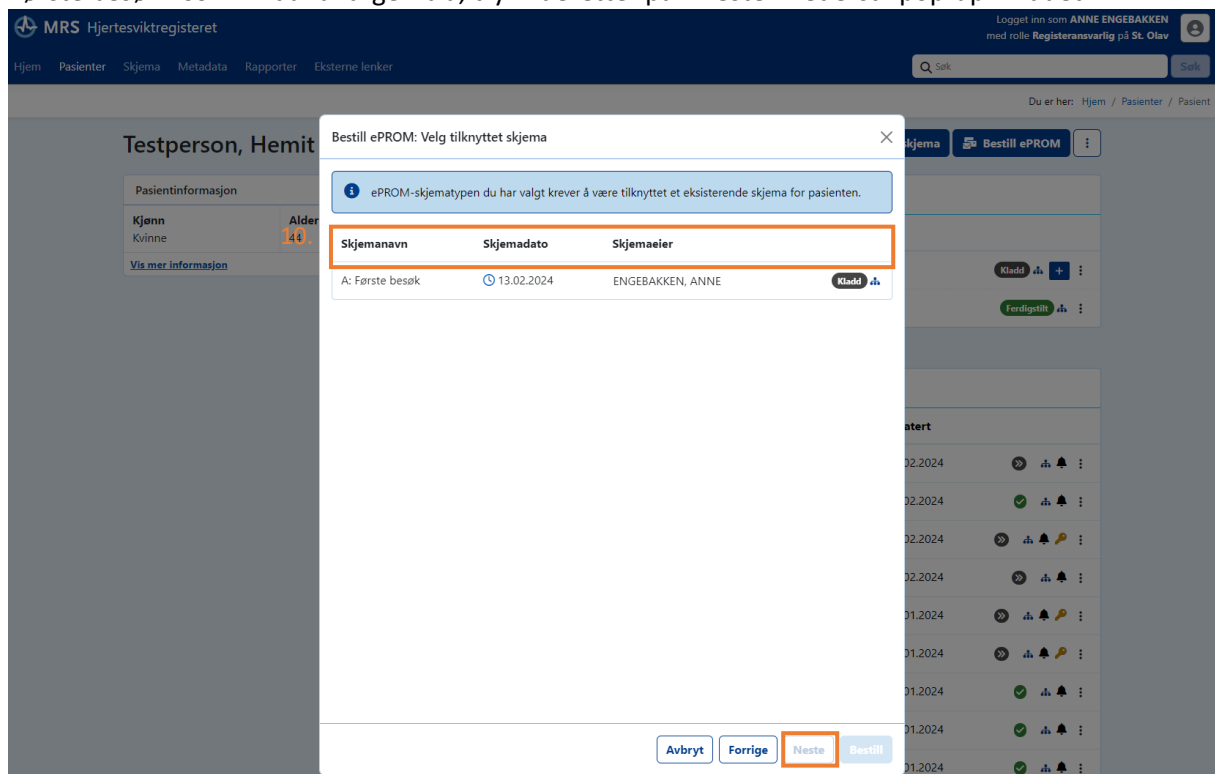 MRS Hjertesviktregisteret
Logget inn som ANNE ENGEBAKKEN
med rolle Registeransvarlig på St. Olav
Hjem Pasienter Skjema Metadata Rapporter Eksterne lenker
Søk Søk
Du er her: Hjem / Pasienter / Pasient
Testperson, Hemit
kjema Bestill ePROM
Pasientinformasjon
Kjønn Alder
Kvinne 44
10.
Vis mer informasjon
Bestill ePROM: Velg tilknyttet skjema
ePROM-skjematypen du har valgt krever å være tilknyttet et eksisterende skjema for pasienten.
Skjemanavn Skjemadato Skjemaeier
A: Første besøk 13.02.2024 ENGEBAKKEN, ANNE Kladd
Kladd
Ferdigstilt
atert
02.2024
02.2024
02.2024
02.2024
01.2024
01.2024
01.2024
01.2024
01.2024
Avbryt Forrige Neste Bestill